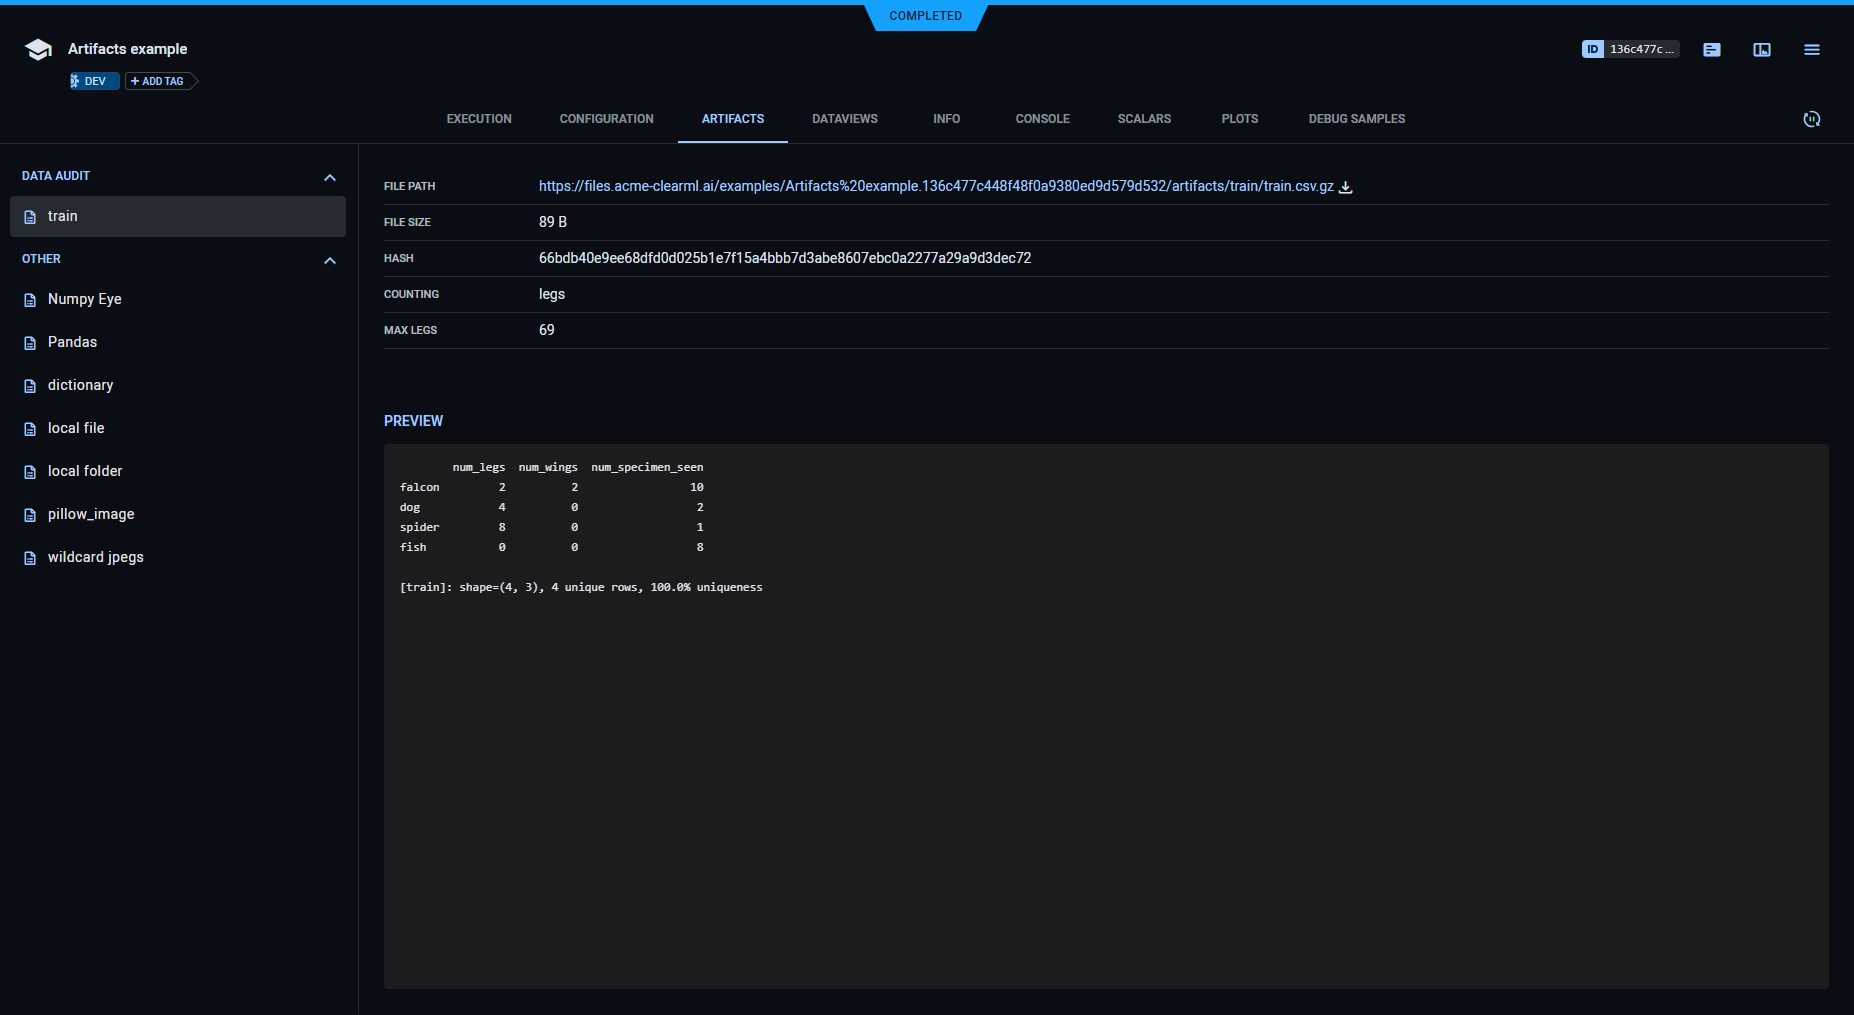 COMPLETED
Artifacts example
ID 136c477c ...
DEV + ADD TAG
EXECUTION CONFIGURATION ARTIFACTS DATAVIEWS INFO CONSOLE SCALARS PLOTS DEBUG SAMPLES
DATA AUDIT
train
OTHER
Numpy Eye
Pandas
dictionary
local file
local folder
pillow_image
wildcard jpegs
FILE PATH https://files.acme-clearml.ai/examples/Artifacts%20example.136c477c448f48f0a9380ed9d579d532/artifacts/train/train.csv.gz
FILE SIZE 89 B
HASH 66bdb40e9ee68dfd0d025b1e7f15a4bbb7d3abe8607ebc0a2277a29a9d3dec72
COUNTING legs
MAX LEGS 69
PREVIEW
num_legs num_wings num_specimen_seen
falcon 2 2 10
dog 4 0 2
spider 8 0 1
fish 0 0 8
[train]: shape=(4, 3), 4 unique rows, 100.0% uniqueness